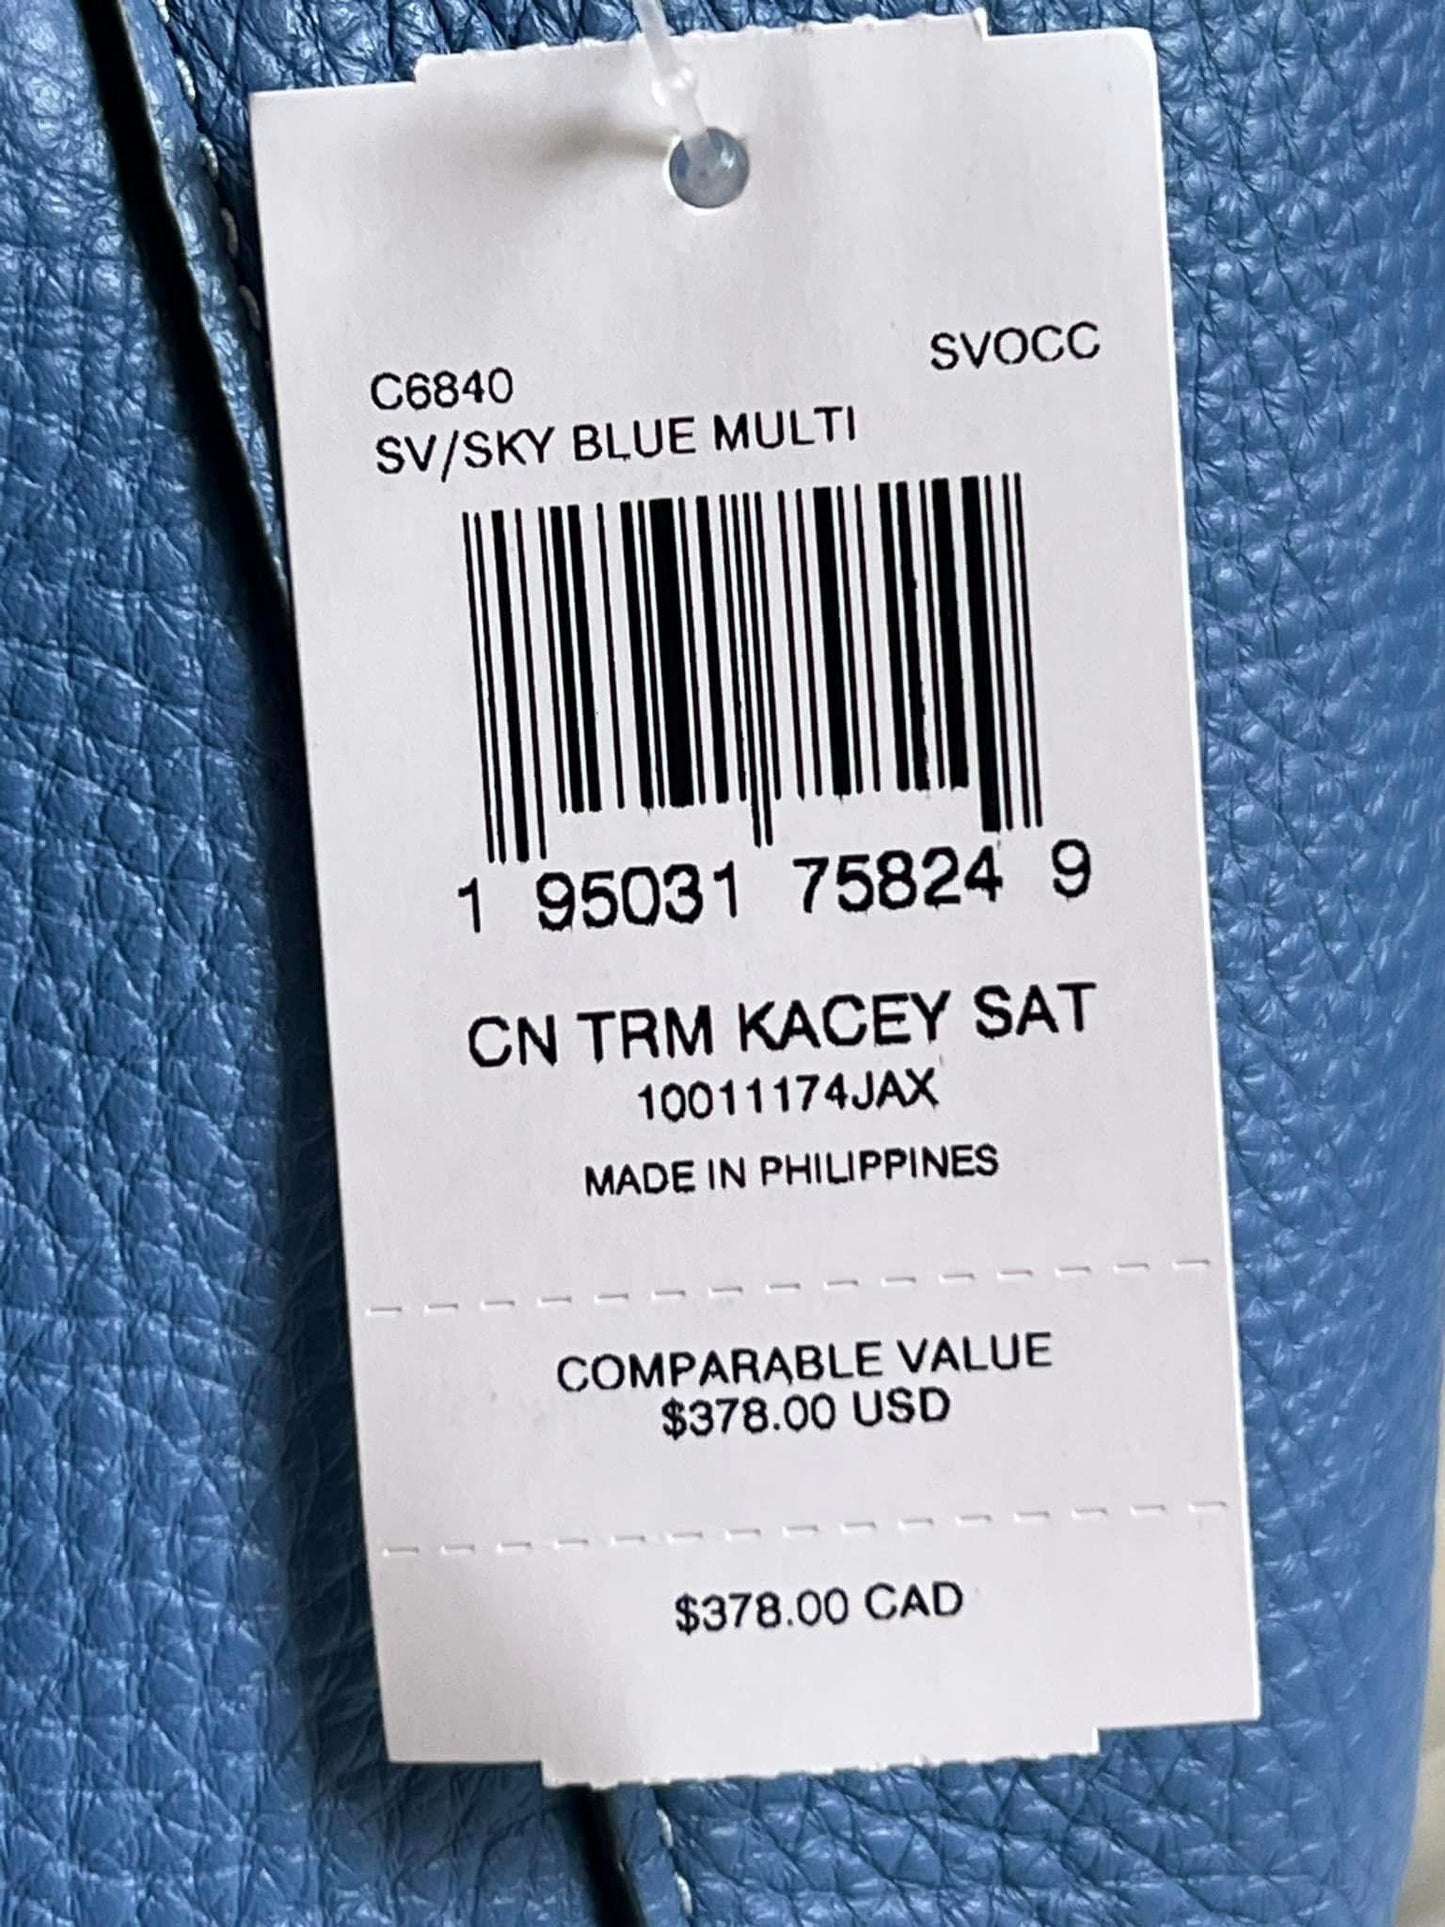 SVOCC
C6840
SV/SKY BLUE MULTI
1 95031 75824 9
CN TRM KACEY SAT
10011174JAX
MADE IN PHILIPPINES
COMPARABLE VALUE
$378.00 USD
$378.00 CAD